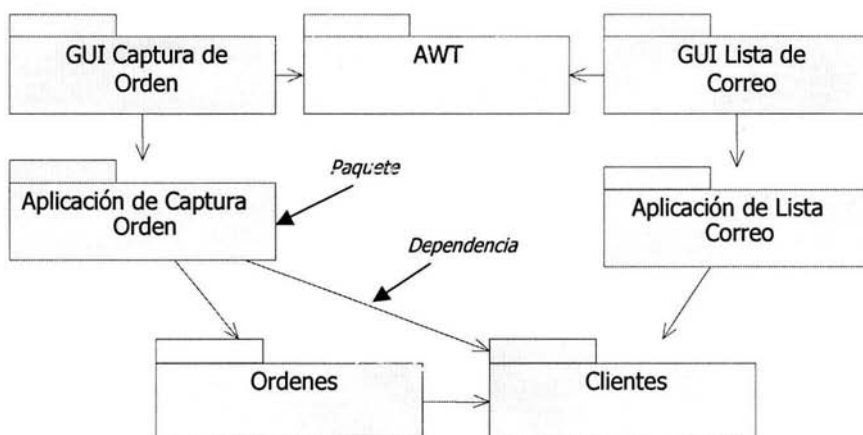 GUI Captura de
Orden
AWT
GUI Lista de
Correo
Paquete
Aplicación de Captura
Orden
Aplicación de Lista
Correo
Dependencia
Ordenes
Clientes